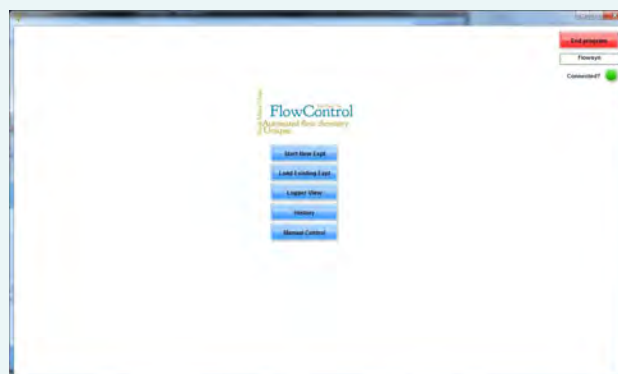 End program
Flowsyn
Connected?
FlowControl
Automated flow chemistry
Unique
Start New Expt
Load Existing Expt
Logger View
History
Manual Control